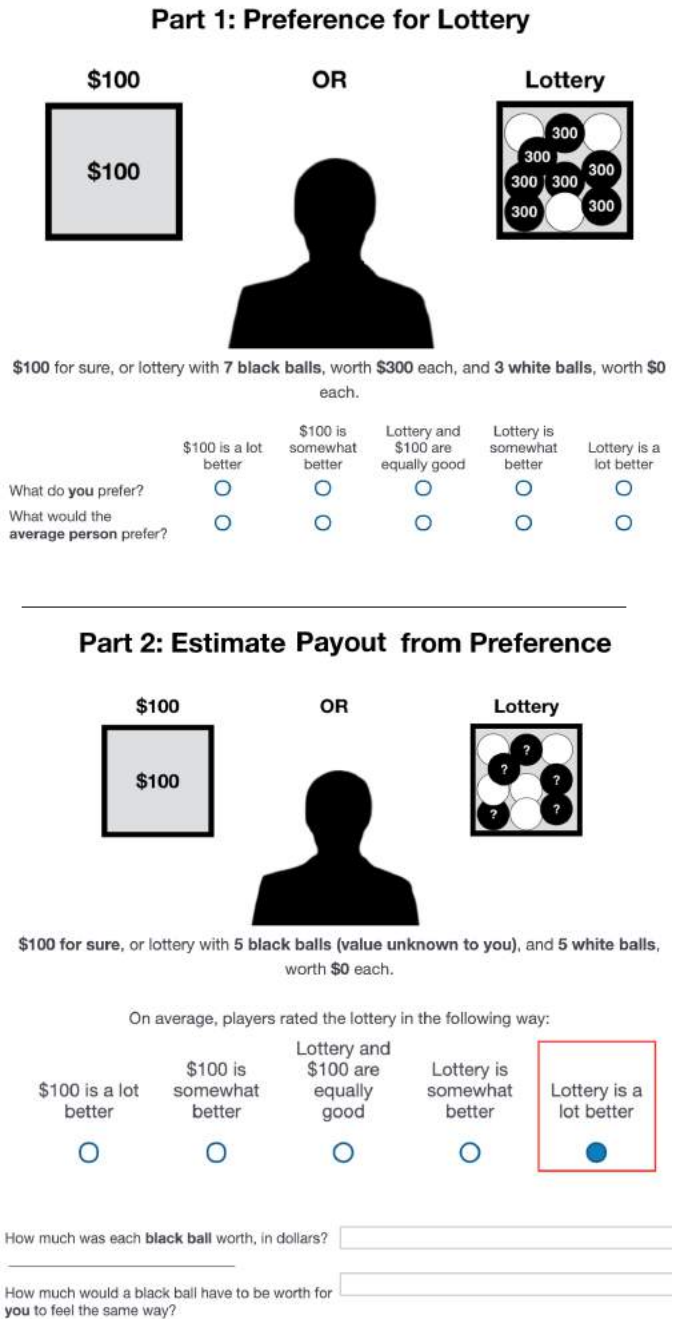 Part 1: Preference for Lottery
$100
OR
Lottery
$100
300
300
300
300 300
300
300
$100 for sure, or lottery with 7 black balls, worth $300 each, and 3 white balls, worth $0
each.
$100 is a lot
better
$100 is
somewhat
better
Lottery and
$100 are
equally good
Lottery is
somewhat
better
Lottery is a
lot better
What do you prefer?
What would the
average person prefer?
Part 2: Estimate Payout from Preference
$100
OR
Lottery
$100
?
?
?
?
?
$100 for sure, or lottery with 5 black balls (value unknown to you), and 5 white balls,
worth $0 each.
On average, players rated the lottery in the following way:
$100 is a lot
better
$100 is
somewhat
better
Lottery and
$100 are
equally
good
Lottery is
somewhat
better
Lottery is a
lot better
How much was each black ball worth, in dollars?
How much would a black ball have to be worth for
you to feel the same way?